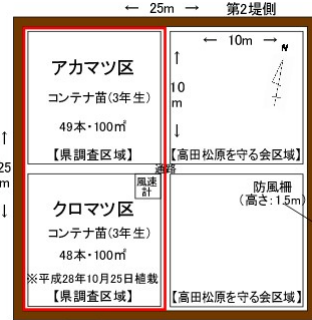 ← 25m → 第2堤側
アカマツ区
コンテナ苗(3年生)
49本・100㎡
【県調査区域】
← 10m →
N
↑
10
m
↓
【高田松原を守る会区域】
↑
25
m
↓
通路
風速
計
クロマツ区
コンテナ苗(3年生)
48本・100㎡
※平成28年10月25日植栽
【県調査区域】
防風柵
(高さ:1.5m)
【高田松原を守る会区域】